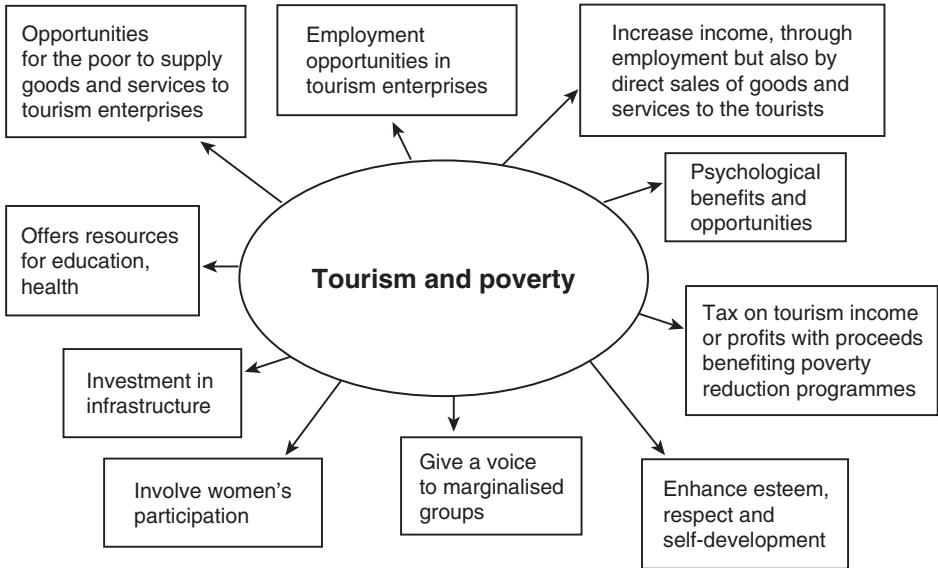 Opportunities
for the poor to supply
goods and services to
tourism enterprises
Employment
opportunities in
tourism enterprises
Increase income, through
employment but also by
direct sales of goods and
services to the tourists
Psychological
benefits and
opportunities
Offers resources
for education,
health
Tourism and poverty
Tax on tourism income
or profits with proceeds
benefiting poverty
reduction programmes
Investment in
infrastructure
Involve women's
participation
Give a voice
to marginalised
groups
Enhance esteem,
respect and
self-development